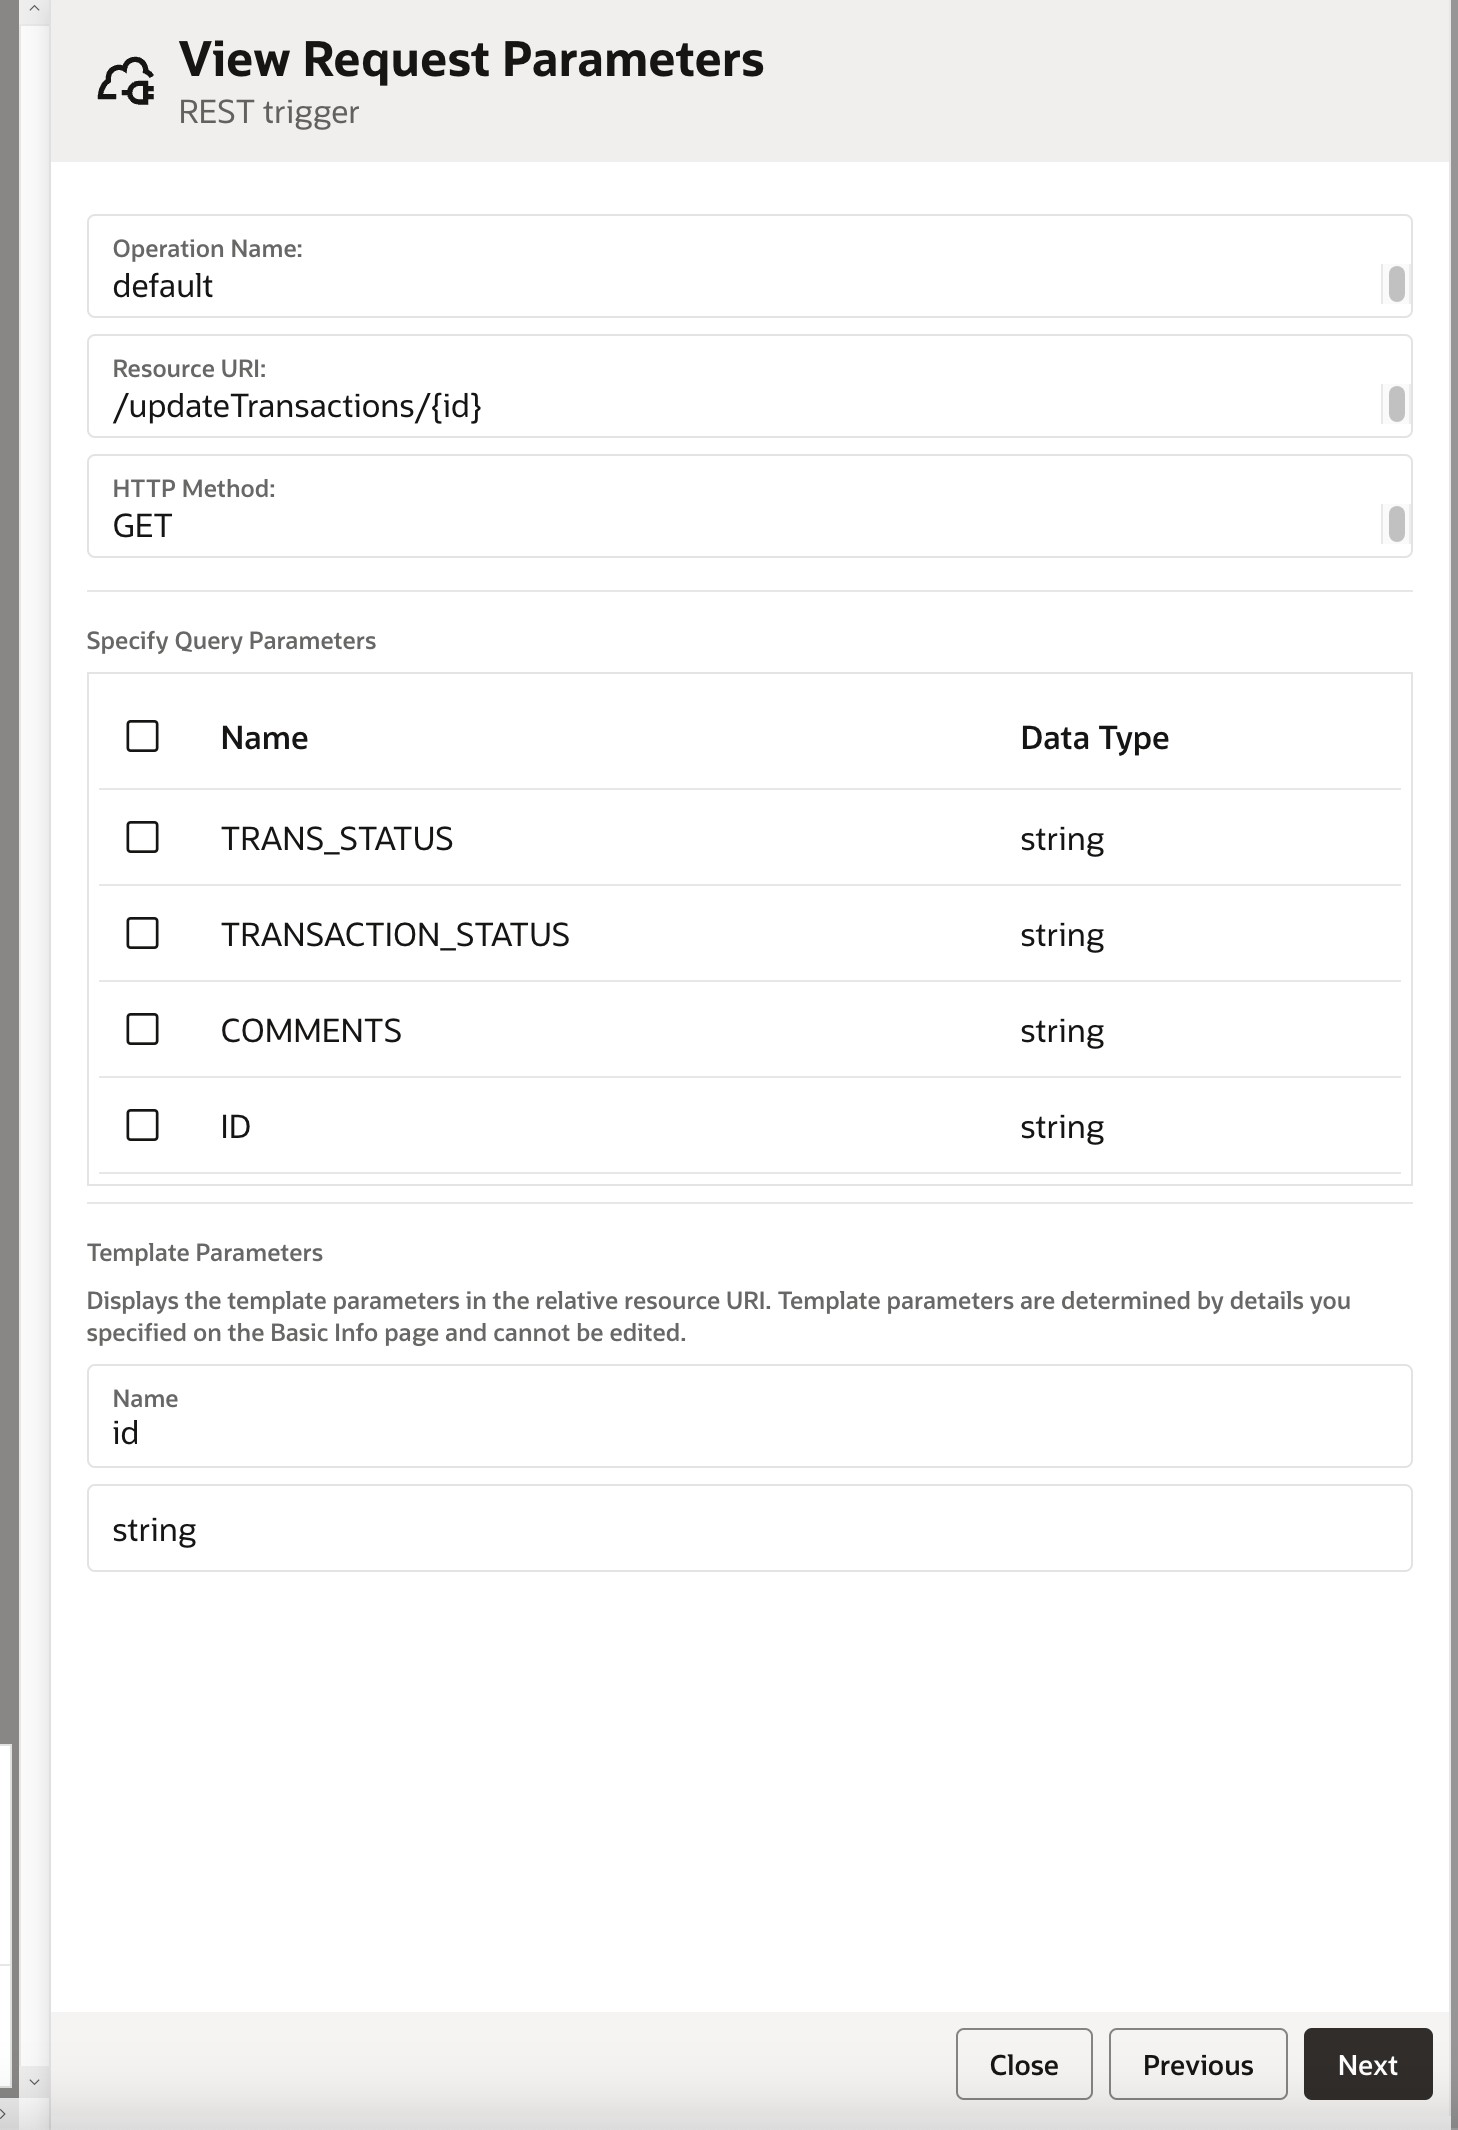 View Request Parameters
REST trigger
Operation Name:
default
Resource URI:
/updateTransactions/{id}
HTTP Method:
GET
Specify Query Parameters
Name Data Type
TRANS_STATUS string
TRANSACTION_STATUS string
COMMENTS string
ID string
Template Parameters
Displays the template parameters in the relative resource URI. Template parameters are determined by details you
specified on the Basic Info page and cannot be edited.
Name
id
string
Close Previous Next